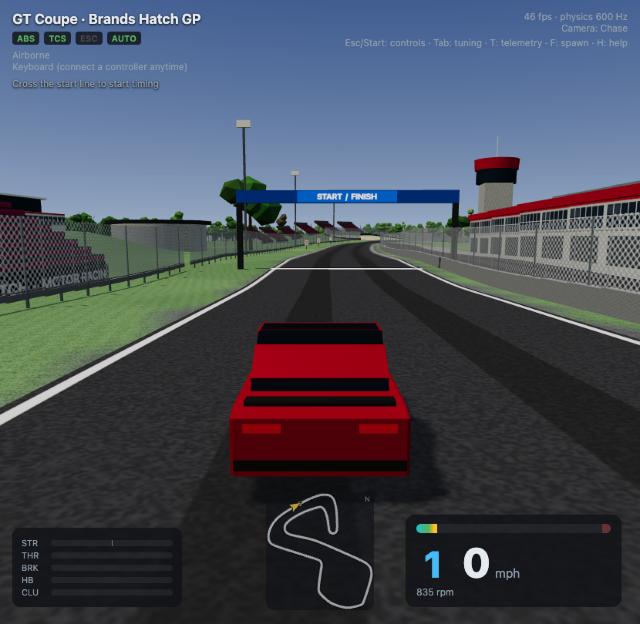 GT Coupe · Brands Hatch GP
ABS TCS ESC AUTO
Airborne
Keyboard (connect a controller anytime)
Cross the start line to start timing
46 fps · physics 600 Hz
Camera: Chase
Esc/Start: controls · Tab: tuning · T: telemetry · F: spawn · H: help
START / FINISH
MOTOR RACIN
STR
THR
BRK
HB
CLU
N
1 0 mph
835 rpm